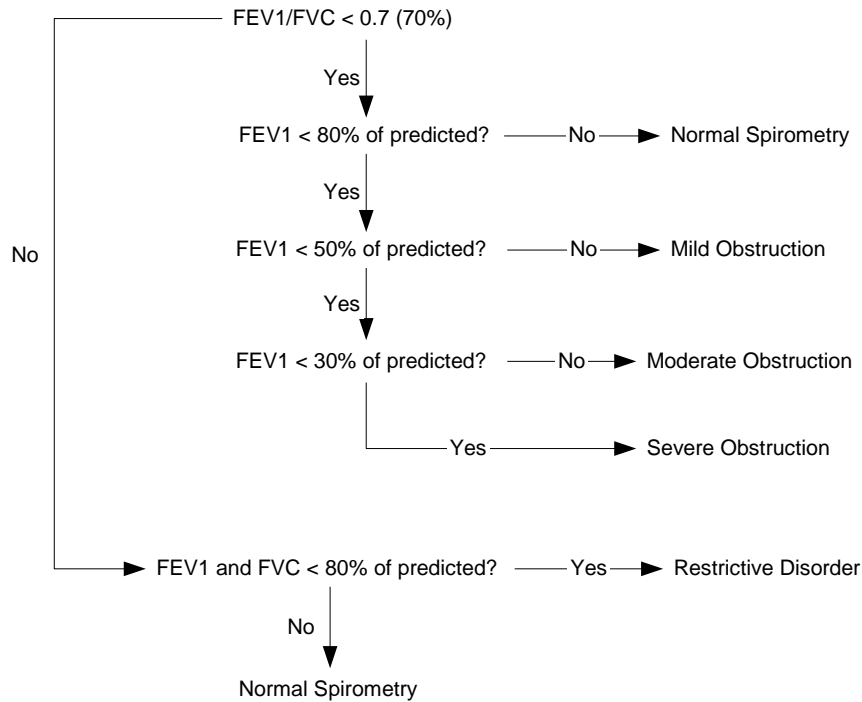 FEV1/FVC < 0.7 (70%)
Yes
FEV1 < 80% of predicted? No Normal Spirometry
Yes
No
FEV1 < 50% of predicted? No Mild Obstruction
Yes
FEV1 < 30% of predicted? No Moderate Obstruction
Yes Severe Obstruction
FEV1 and FVC < 80% of predicted? Yes Restrictive Disorder
No
Normal Spirometry